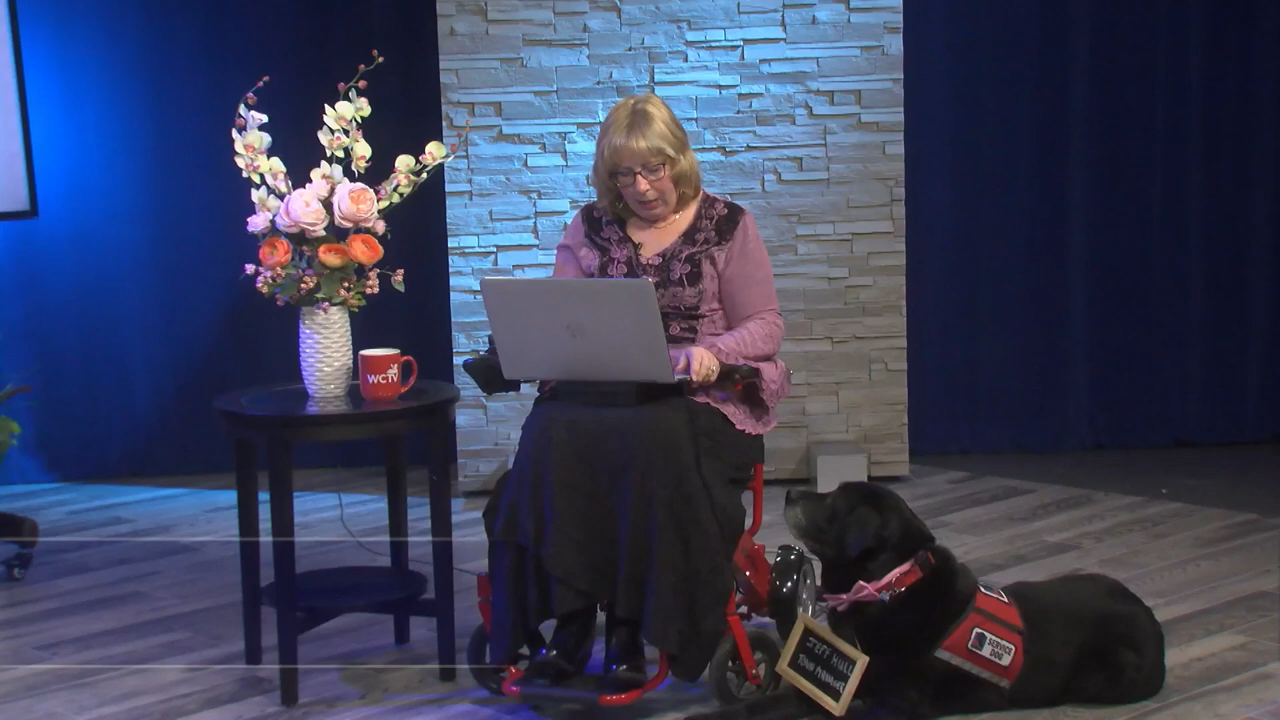 WCTV
JEFF HULL
TOWN MANAGER
SERVICE
DOG